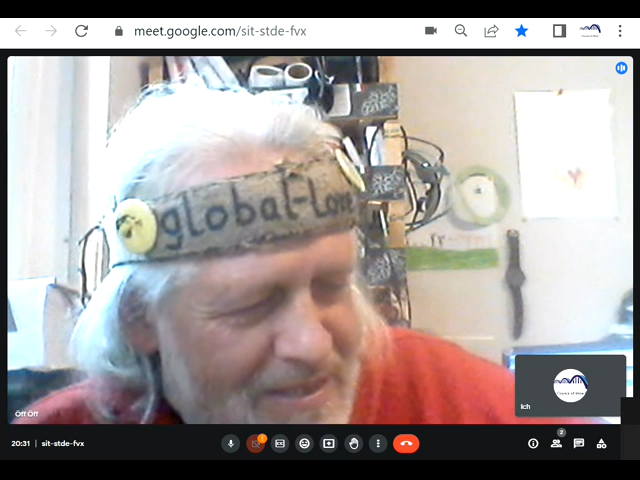 meet.google.com/sit-stde-fvx
global-Love
Off Off
Ich
20:31 | sit-stde-fvx
2